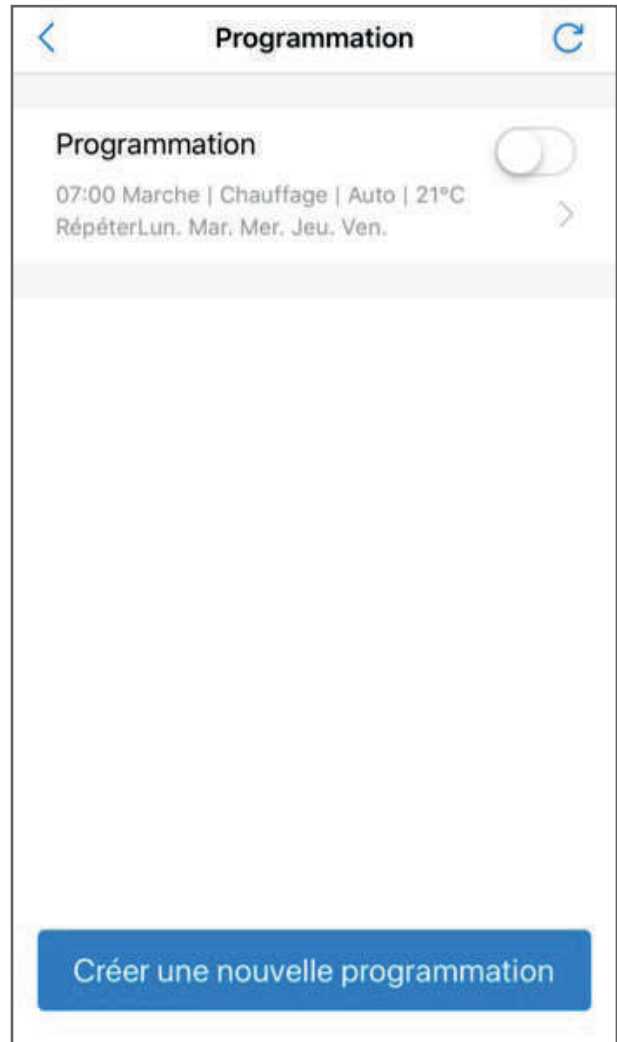 Programmation
Programmation
07:00 Marche | Chauffage | Auto | 21°C
RépéterLun. Mar. Mer. Jeu. Ven.
Créer une nouvelle programmation